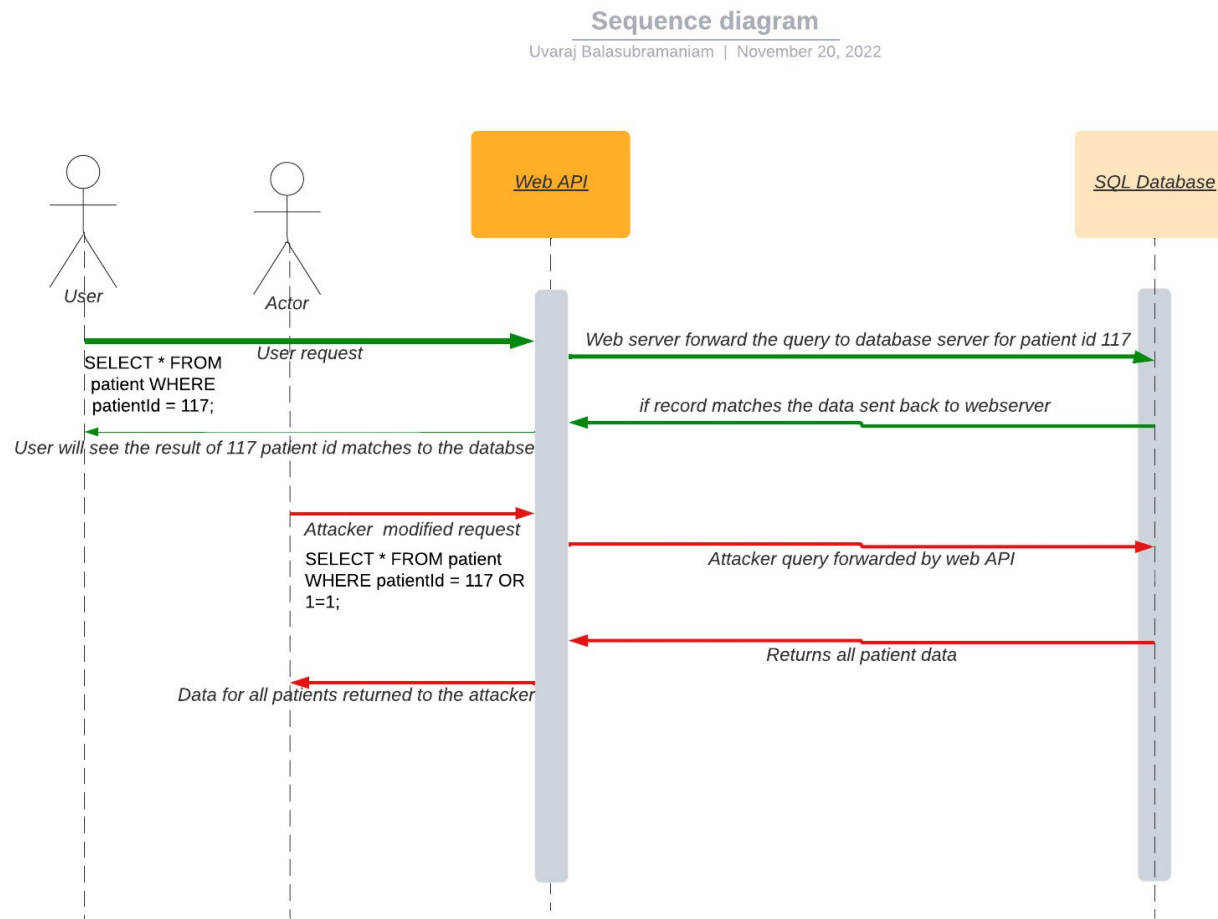 Sequence diagram
Uvaraj Balasubramaniam | November 20, 2022
Web API
SQL Database
User
Actor
User request
Web server forward the query to database server for patient id 117
SELECT * FROM
patient WHERE
patientId = 117;
if record matches the data sent back to webserver
User will see the result of 117 patient id matches to the databse
Attacker modified request
SELECT * FROM patient
WHERE patientId = 117 OR
1=1;
Attacker query forwarded by web API
Returns all patient data
Data for all patients returned to the attacker